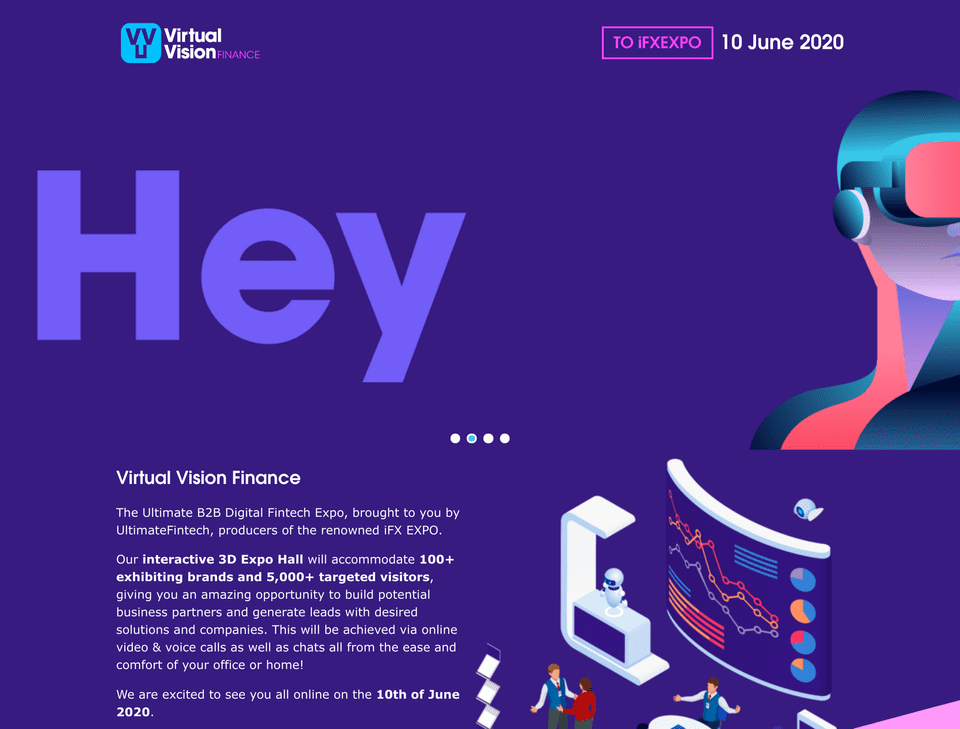 Virtual
Vision FINANCE
TO iFXEXPO 10 June 2020
Hey
Virtual Vision Finance
The Ultimate B2B Digital Fintech Expo, brought to you by
UltimateFintech, producers of the renowned iFX EXPO.
Our interactive 3D Expo Hall will accommodate 100+
exhibiting brands and 5,000+ targeted visitors,
giving you an amazing opportunity to build potential
business partners and generate leads with desired
solutions and companies. This will be achieved via online
video & voice calls as well as chats all from the ease and
comfort of your office or home!
We are excited to see you all online on the 10th of June
2020.